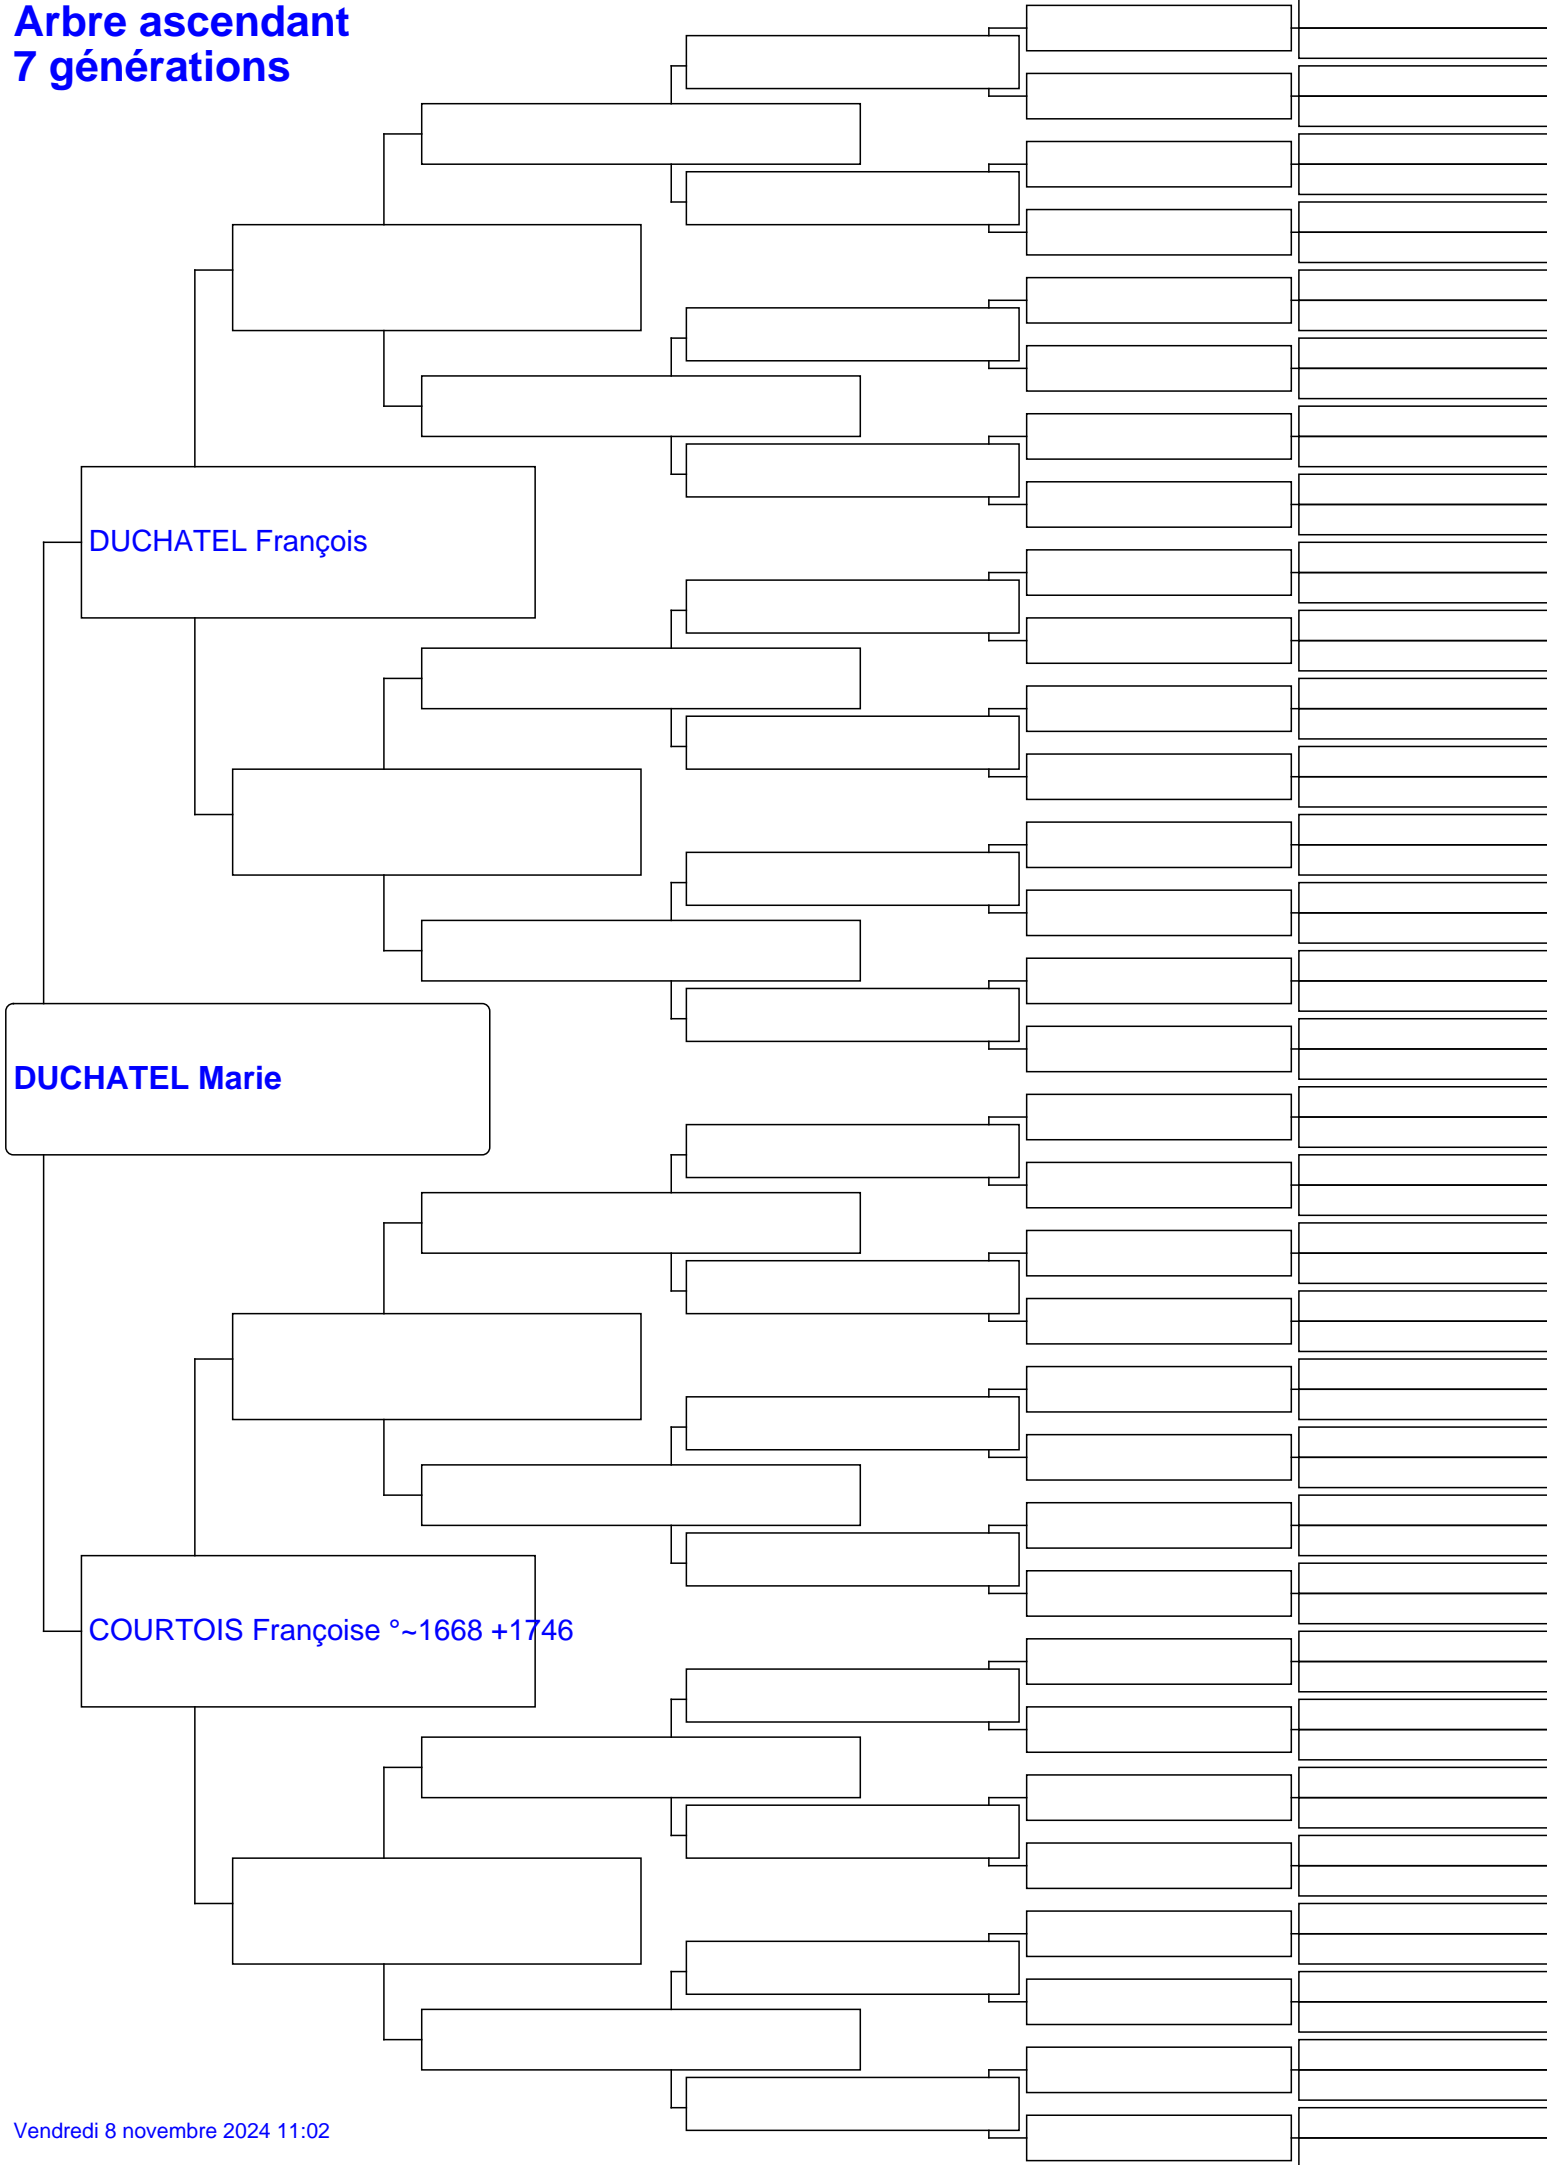 Arbre ascendant
7 générations
DUCHATEL François
DUCHATEL Marie
COURTOIS Françoise °~1668 +1746
Vendredi 8 novembre 2024 11:02